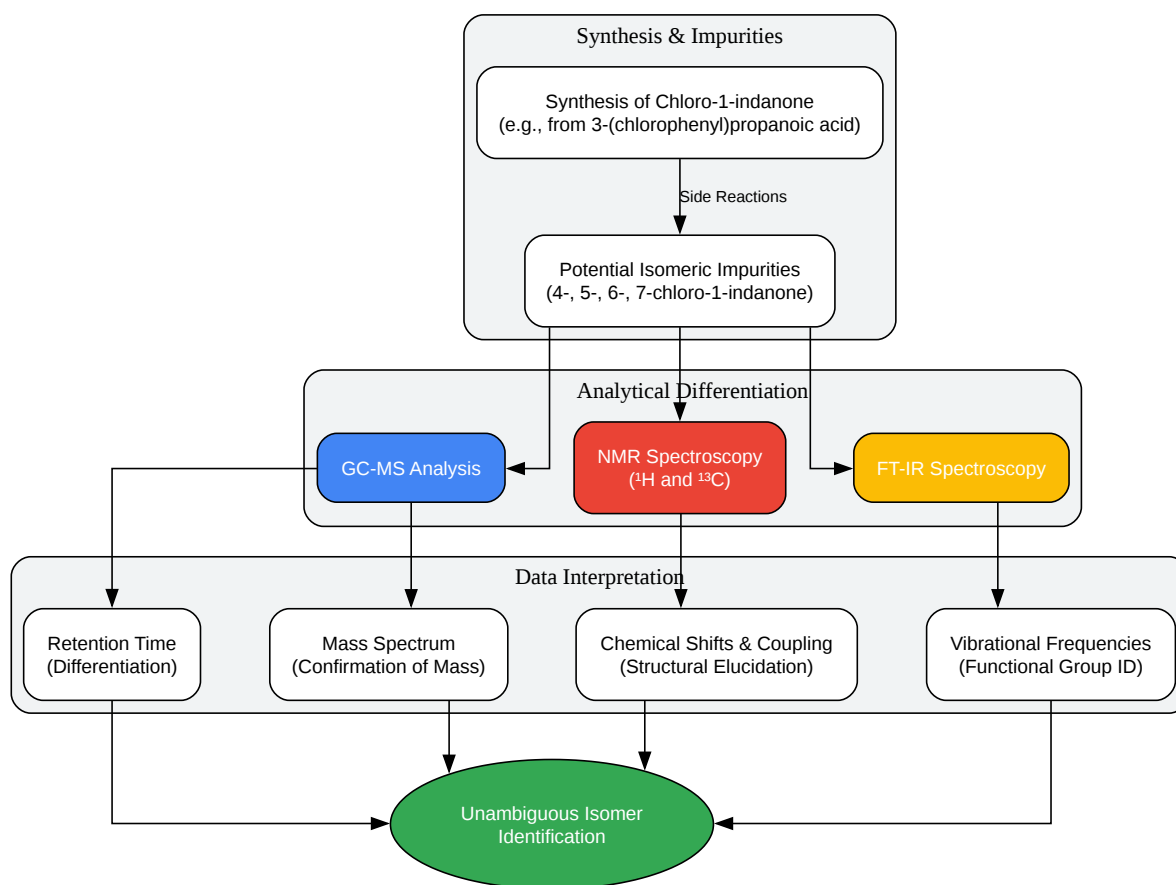 Synthesis & Impurities
Synthesis of Chloro-1-indanone
(e.g., from 3-(chlorophenyl)propanoic acid)
Side Reactions
Potential Isomeric Impurities
(4-, 5-, 6-, 7-chloro-1-indanone)
Analytical Differentiation
GC-MS Analysis
NMR Spectroscopy
(¹H and ¹³C)
FT-IR Spectroscopy
Data Interpretation
Retention Time
(Differentiation)
Mass Spectrum
(Confirmation of Mass)
Chemical Shifts & Coupling
(Structural Elucidation)
Vibrational Frequencies
(Functional Group ID)
Unambiguous Isomer
Identification